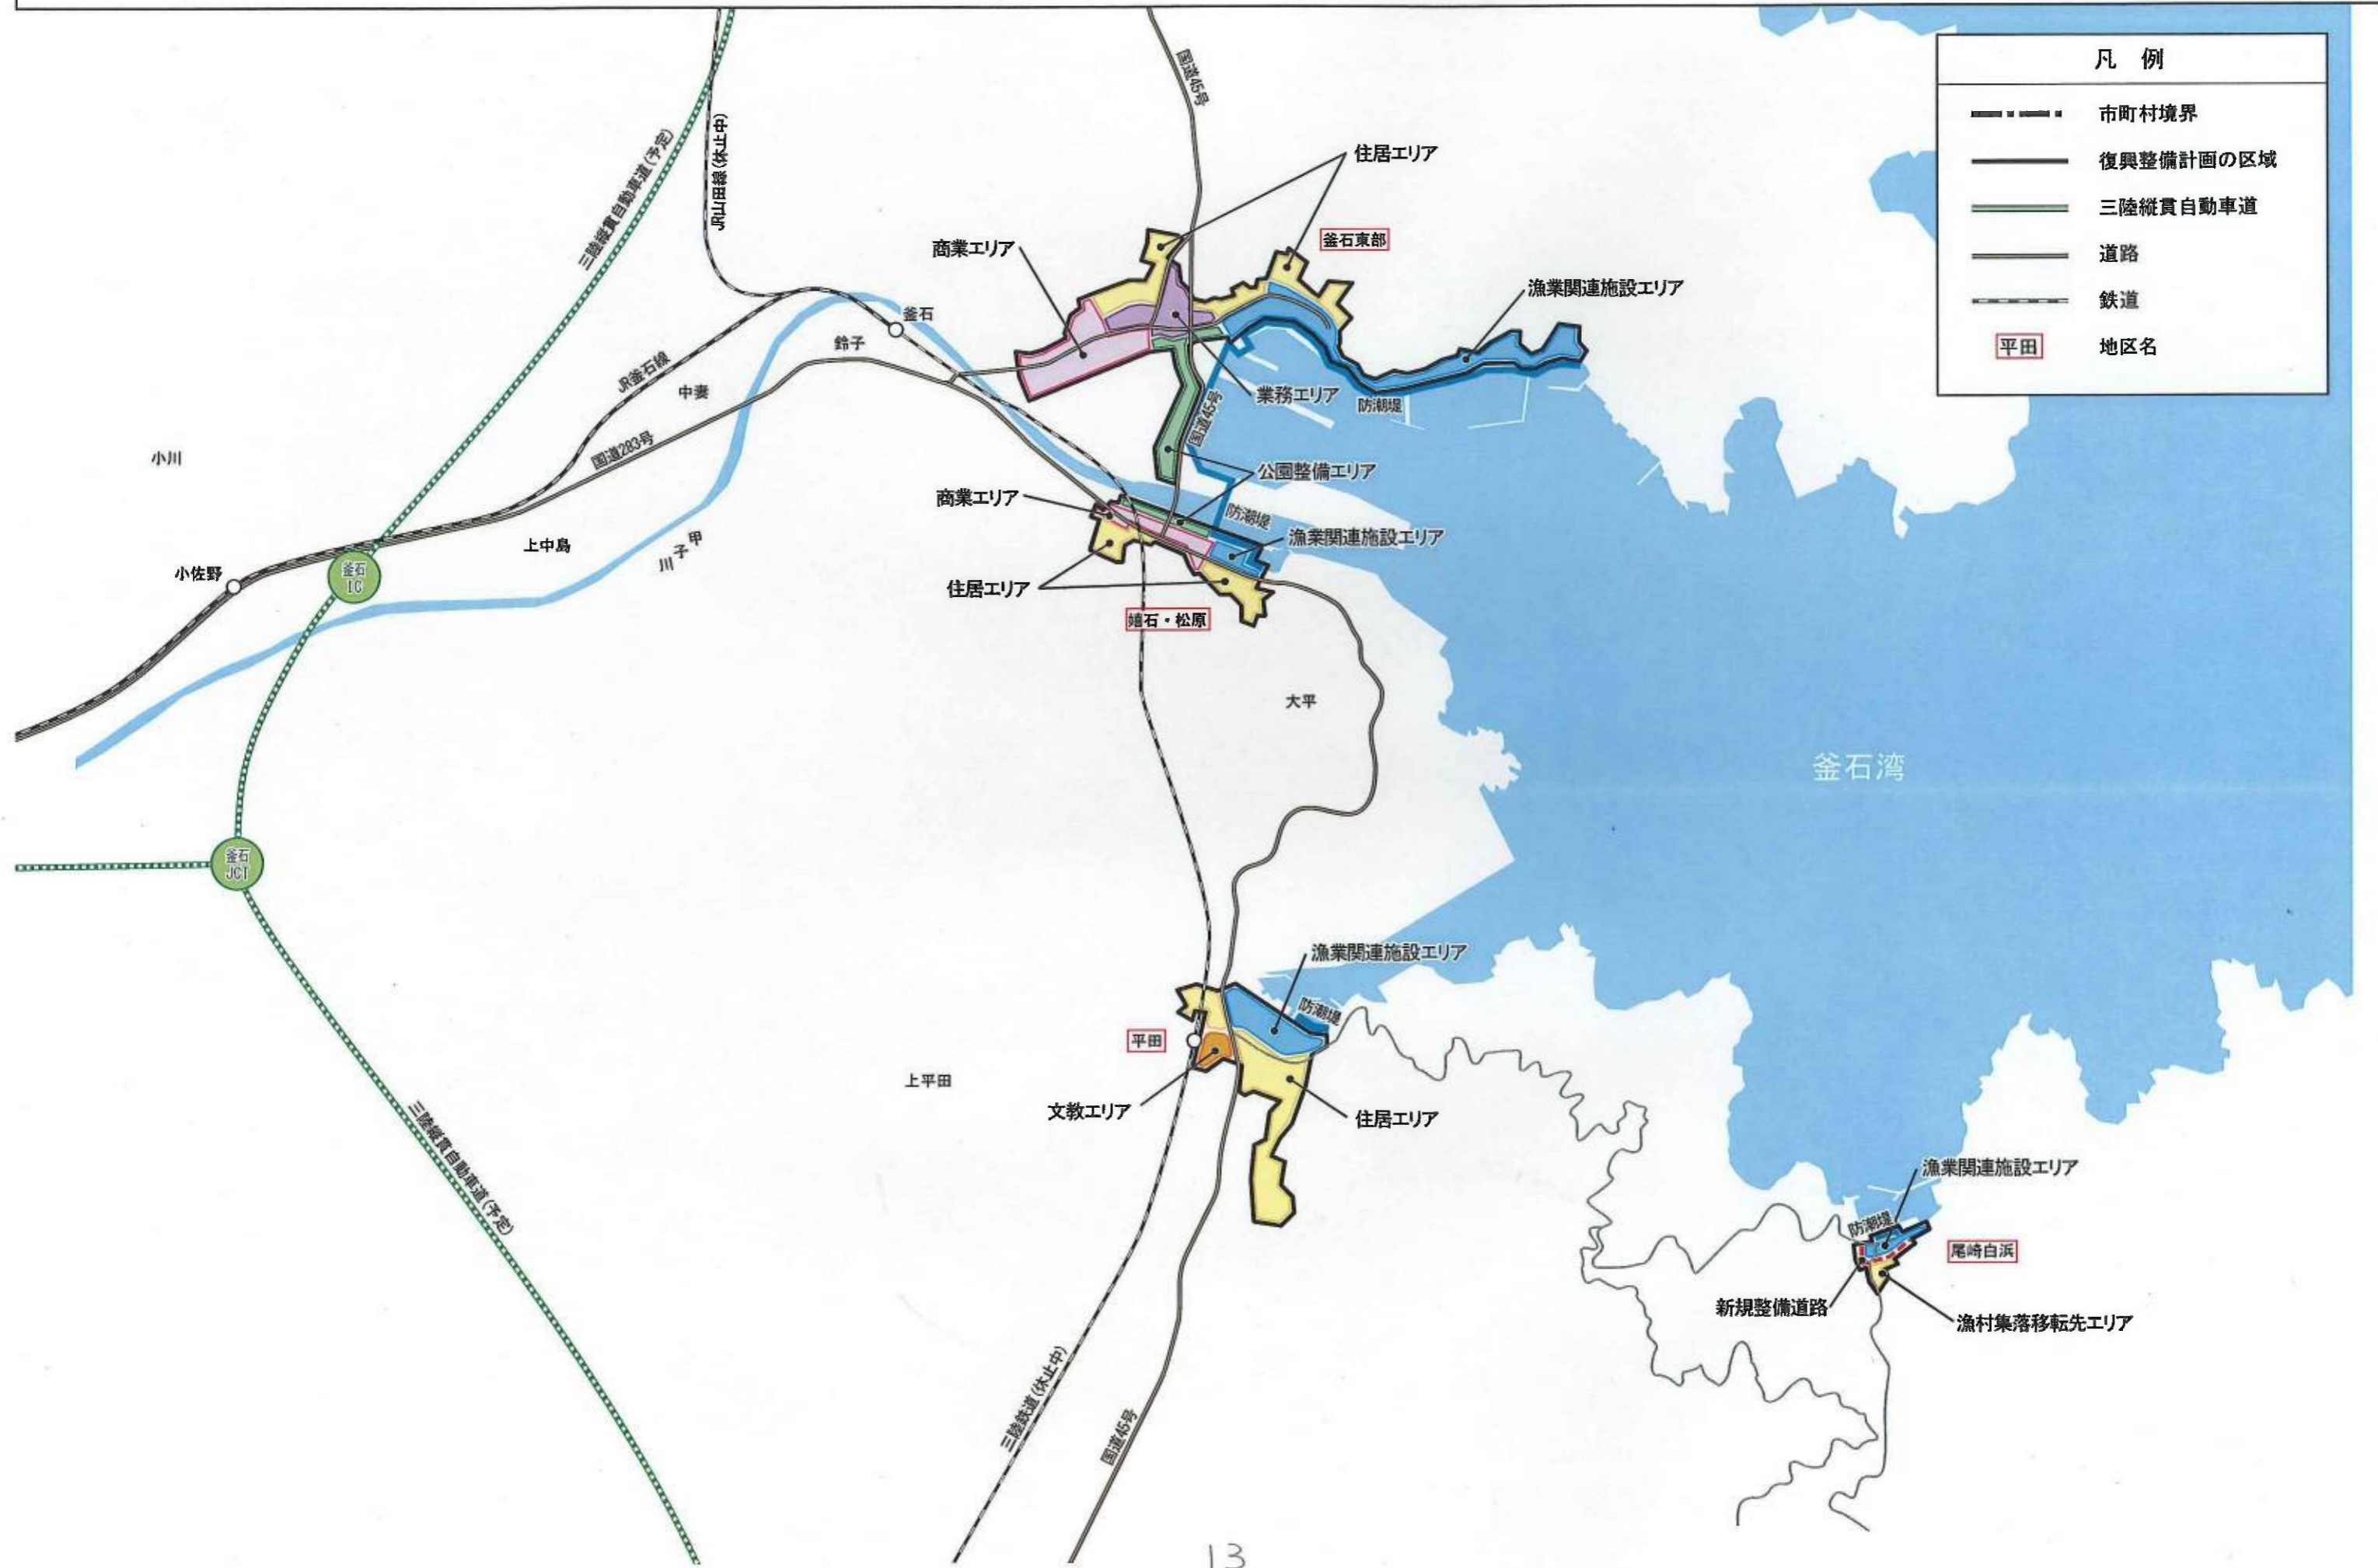 凡 例
市町村境界
復興整備計画の区域
三陸縦貫自動車道
道路
鉄道
平田
地区名
国道45号
三陸縦貫自動車道(予定)
JR山田線(休止中)
住居エリア
釜石東部
商業エリア
漁業関連施設エリア
釜石
鈴子
JR釜石線
中妻
業務エリア
防潮堤
国道45号
国道283号
小川
公園整備エリア
商業エリア
防潮堤
漁業関連施設エリア
上中島
甲子川
小佐野
釜石
IC
住居エリア
嬉石・松原
大平
釜石湾
釜石
JCT
漁業関連施設エリア
防潮堤
平田
上平田
文教エリア
住居エリア
三陸縦貫自動車道(予定)
漁業関連施設エリア
防潮堤
尾崎白浜
新規整備道路
漁村集落移転先エリア
三陸鉄道(休止中)
国道45号
13